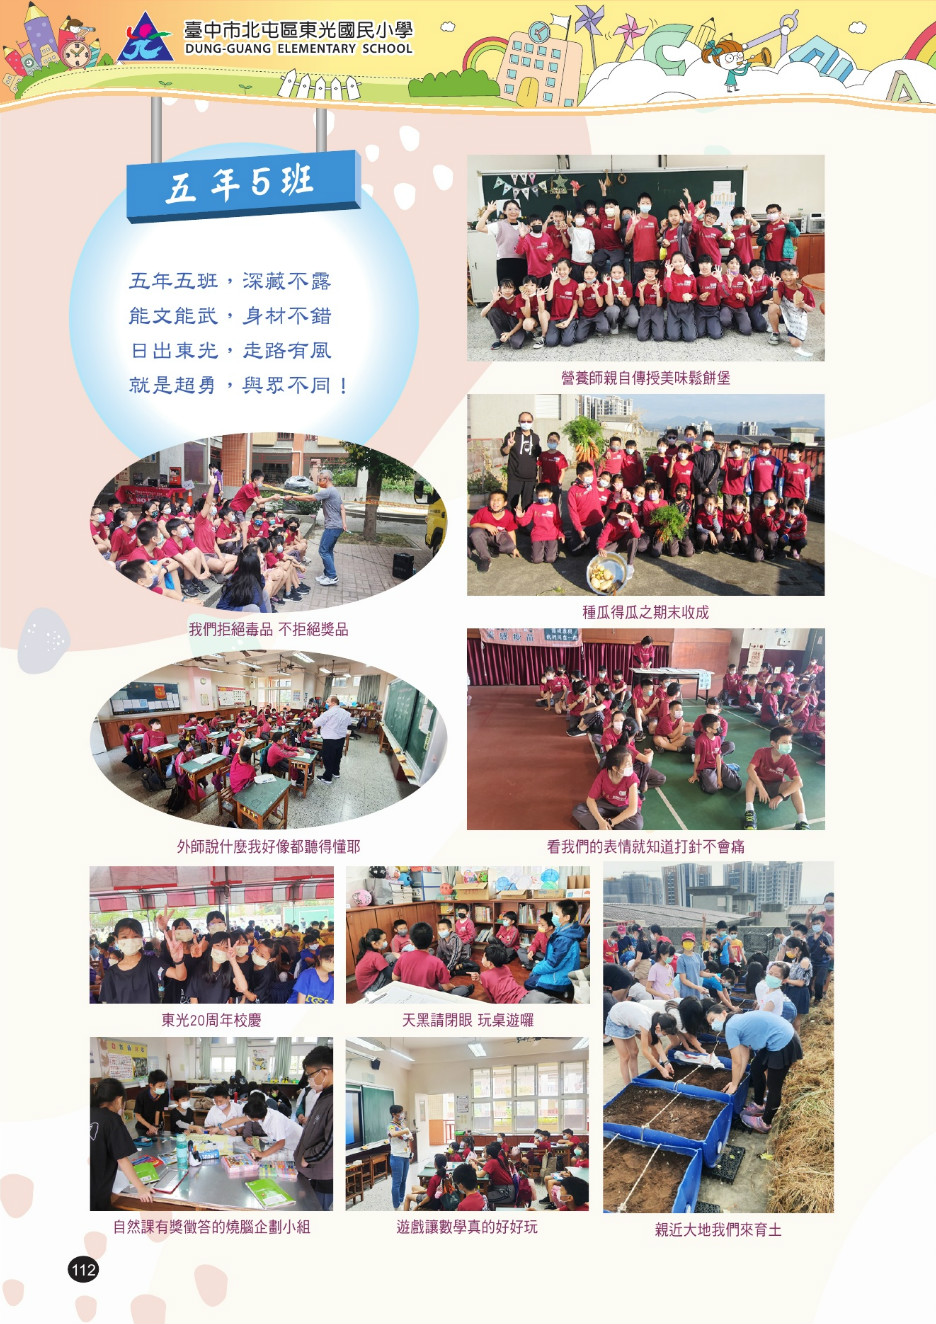 臺中市北屯區東光國民小學
DUNG-GUANG ELEMENTARY SCHOOL
五年5班
五年五班，深藏不露
能文能武，身材不錯
日出東光，走路有風
就是超勇，與眾不同！
營養師親自傳授美味鬆餅堡
我們拒絕毒品 不拒絕獎品
種瓜得瓜之期末收成
外師說什麼我好像都聽得懂耶
看我們的表情就知道打針不會痛
東光20周年校慶
天黑請閉眼 玩桌遊囉
自然課有獎徵答的燒腦企劃小組
遊戲讓數學真的好好玩
親近大地我們來育土
112